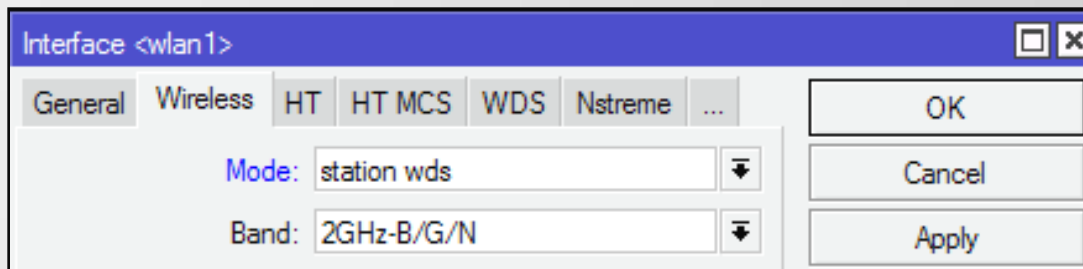 Interface <wlan1>
General Wireless HT HT MCS WDS Nstreme ... OK
Mode: station wds Cancel
Band: 2GHz-B/G/N Apply